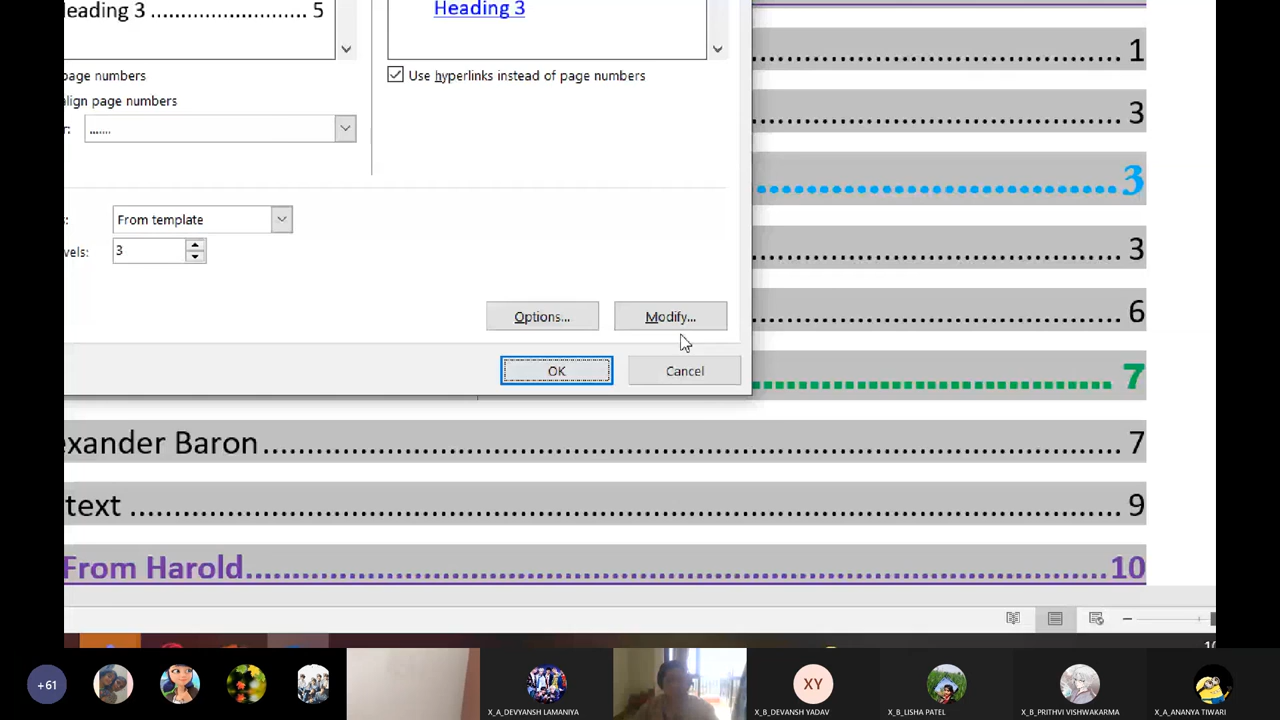 eading 3 .......................... 5
Heading 3
page numbers
Use hyperlinks instead of page numbers
align page numbers
r: .......
From template
vels: 3
Options...
Modify...
OK
Cancel
........................................ 1
........................................ 3
........................................ 3
........................................ 3
........................................ 6
........................................ 7
exander Baron ........................................ 7
text ........................................ 9
From Harold ........................................ 10
+61
XY
X_A_DEVYANSH LAMANIYA
X_B_DEVANSH YADAV
X_B_LISHA PATEL
X_B_PRITHVI VISHWAKARMA
X_A_ANANYA TIWARI